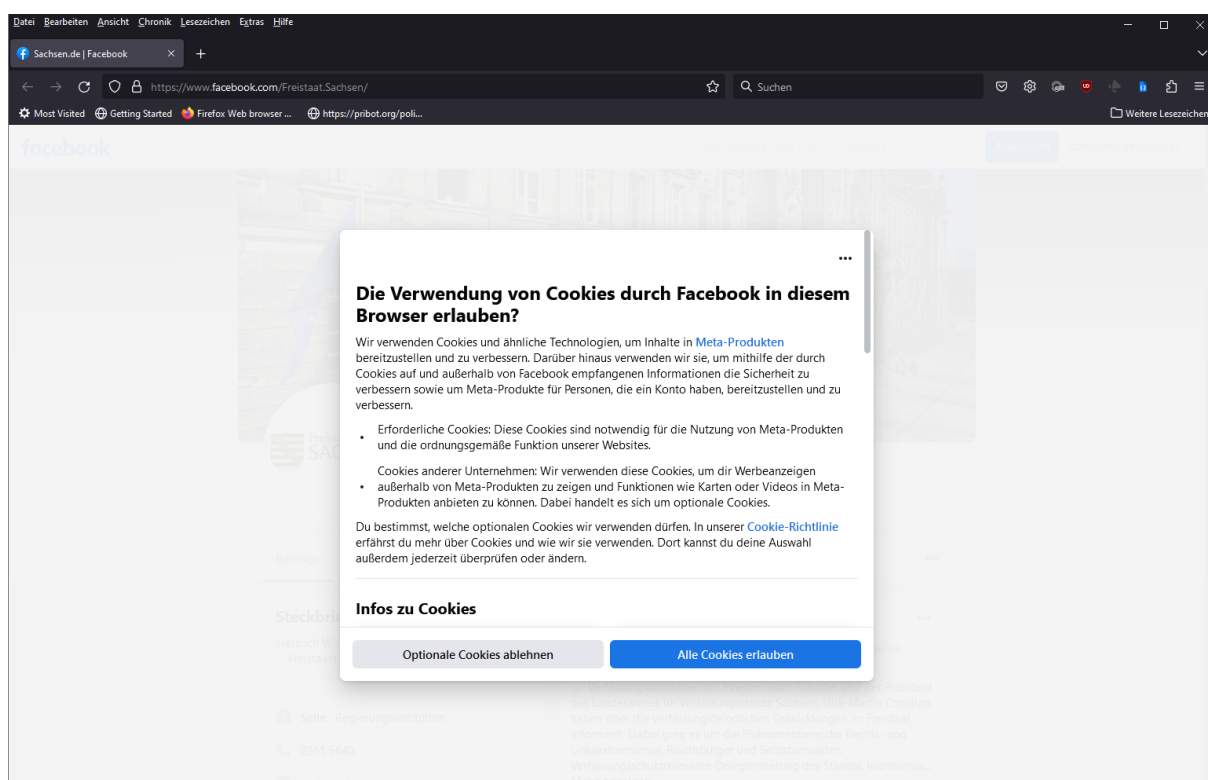 Datei Bearbeiten Ansicht Chronik Lesezeichen Extras Hilfe
Sachsen.de | Facebook
https://www.facebook.com/Freistaat.Sachsen/
Suchen
Most Visited Getting Started Firefox Web browser ... https://pribot.org/poli...
Weitere Lesezeichen
facebook
Anmelden
Die Verwendung von Cookies durch Facebook in diesem
Browser erlauben?
Wir verwenden Cookies und ähnliche Technologien, um Inhalte in Meta-Produkten
bereitzustellen und zu verbessern. Darüber hinaus verwenden wir sie, um mithilfe der durch
Cookies auf und außerhalb von Facebook empfangenen Informationen die Sicherheit zu
verbessern sowie um Meta-Produkte für Personen, die ein Konto haben, bereitzustellen und zu
verbessern.
• Erforderliche Cookies: Diese Cookies sind notwendig für die Nutzung von Meta-Produkten
und die ordnungsgemäße Funktion unserer Websites.
Cookies anderer Unternehmen: Wir verwenden diese Cookies, um dir Werbeanzeigen
• außerhalb von Meta-Produkten zu zeigen und Funktionen wie Karten oder Videos in Meta-
Produkten anbieten zu können. Dabei handelt es sich um optionale Cookies.
Du bestimmst, welche optionalen Cookies wir verwenden dürfen. In unserer Cookie-Richtlinie
erfährst du mehr über Cookies und wie wir sie verwenden. Dort kannst du deine Auswahl
außerdem jederzeit überprüfen oder ändern.
Infos zu Cookies
Optionale Cookies ablehnen
Alle Cookies erlauben
Steckbri
Seite · Regierungsinstitution
0351 5640